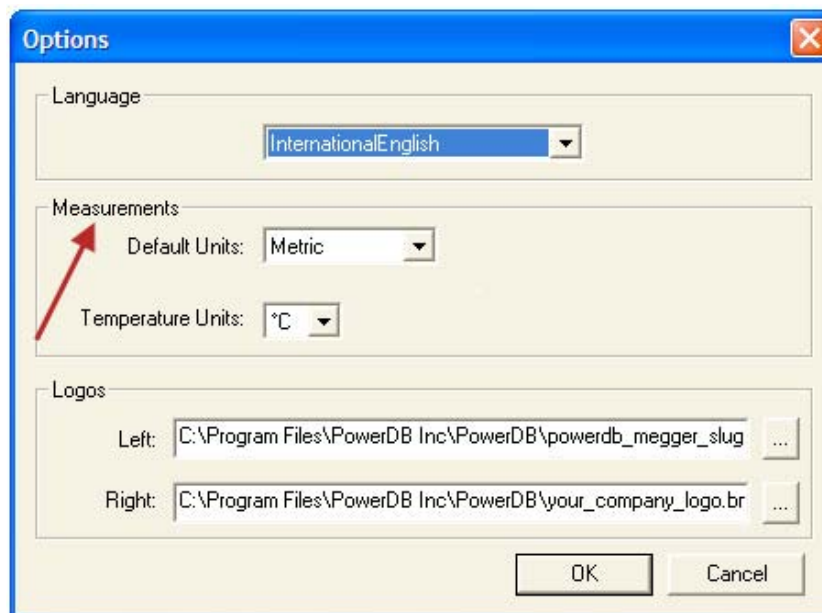 Options
Language
InternationalEnglish
Measurements
Default Units: Metric
Temperature Units: °C
Logos
Left: C:\Program Files\PowerDB Inc\PowerDB\powerdb_megger_slug ...
Right: C:\Program Files\PowerDB Inc\PowerDB\your_company_logo.br ...
OK Cancel